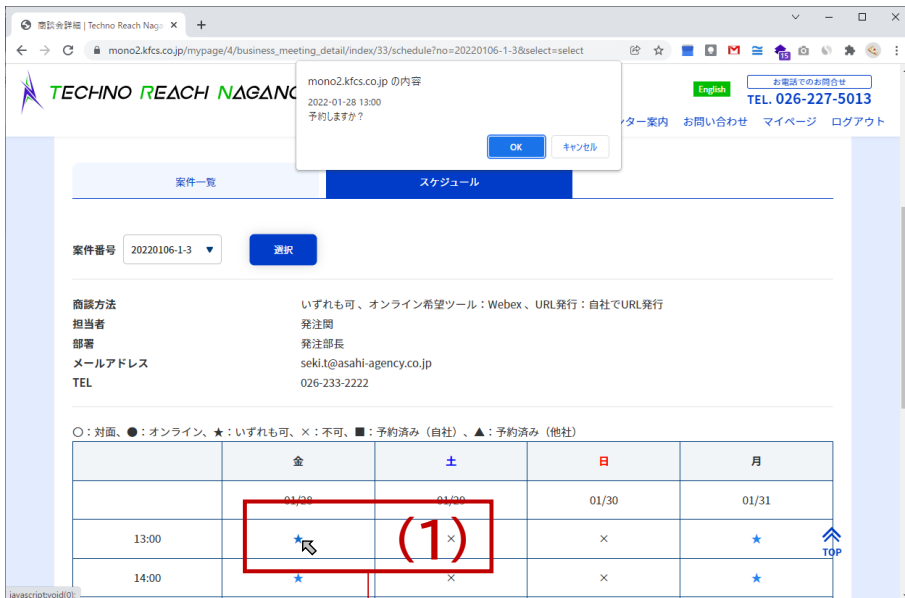 商談会詳細 | Techno Reach Naga
mono2.kfcs.co.jp/mypage/4/business_meeting_detail/index/33/schedule?no=20220106-1-3&select=select
15
TECHNO REACH NAGANO
mono2.kfcs.co.jp の内容
2022-01-28 13:00
予約しますか？
OK
キャンセル
English
お電話でのお問合せ
TEL. 026-227-5013
ター案内 お問い合わせ マイページ ログアウト
案件一覧 スケジュール
案件番号 20220106-1-3 ▼ 選択
商談方法 いずれも可 、オンライン希望ツール：Webex 、URL発行：自社でURL発行
担当者 発注関
部署 発注部長
メールアドレス seki.t@asahi-agency.co.jp
TEL 026-233-2222
〇：対面、●：オンライン、★：いずれも可、×：不可、■：予約済み（自社）、▲：予約済み（他社）
金 土 日 月
01/28 01/29 01/30 01/31
13:00 ★ × × ★
(1)
TOP
14:00 ★ × × ★
javascript:void(0);